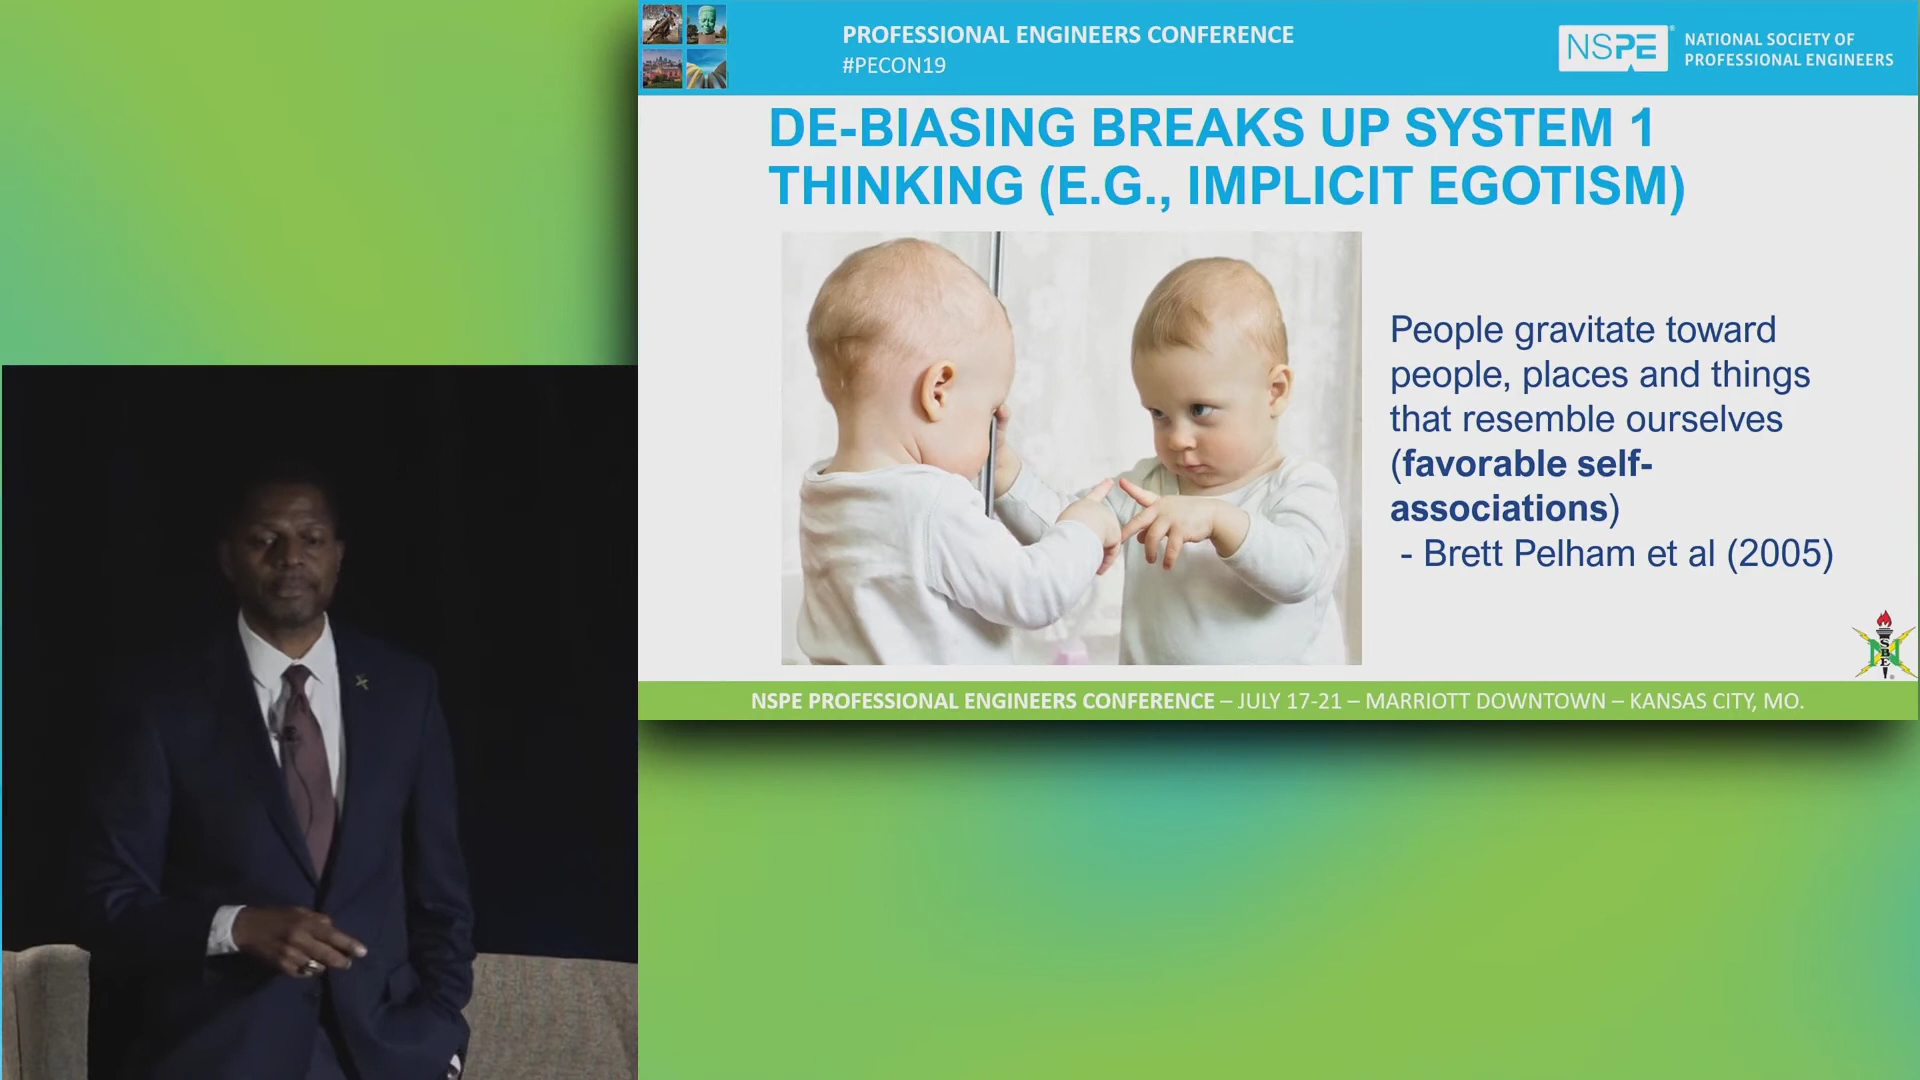 PROFESSIONAL ENGINEERS CONFERENCE
#PECON19
NSPE®
NATIONAL SOCIETY OF
PROFESSIONAL ENGINEERS
DE-BIASING BREAKS UP SYSTEM 1
THINKING (E.G., IMPLICIT EGOTISM)
People gravitate toward
people, places and things
that resemble ourselves
(favorable self-
associations)
- Brett Pelham et al (2005)
NSBE
NSPE PROFESSIONAL ENGINEERS CONFERENCE – JULY 17-21 – MARRIOTT DOWNTOWN – KANSAS CITY, MO.